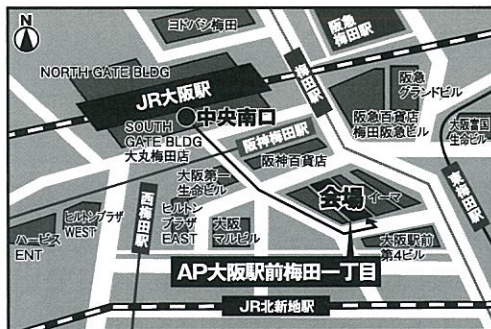 N
ヨドバシ梅田
阪急
梅田駅
NORTH GATE BLDG
JR大阪駅
梅田駅
阪急
グランドビル
中央南口
阪急百貨店
梅田阪急ビル
大阪富国
生命ビル
SOUTH
GATE BLDG
大丸梅田店
阪神梅田駅
阪神百貨店
大阪第一
生命ビル
東梅田駅
会場
イーマ
西梅田駅
ヒルトンプラザ
WEST
ヒルトン
プラザ
EAST
大阪
マルビル
ハービス
ENT
大阪駅前
第4ビル
AP大阪駅前梅田一丁目
JR北新地駅